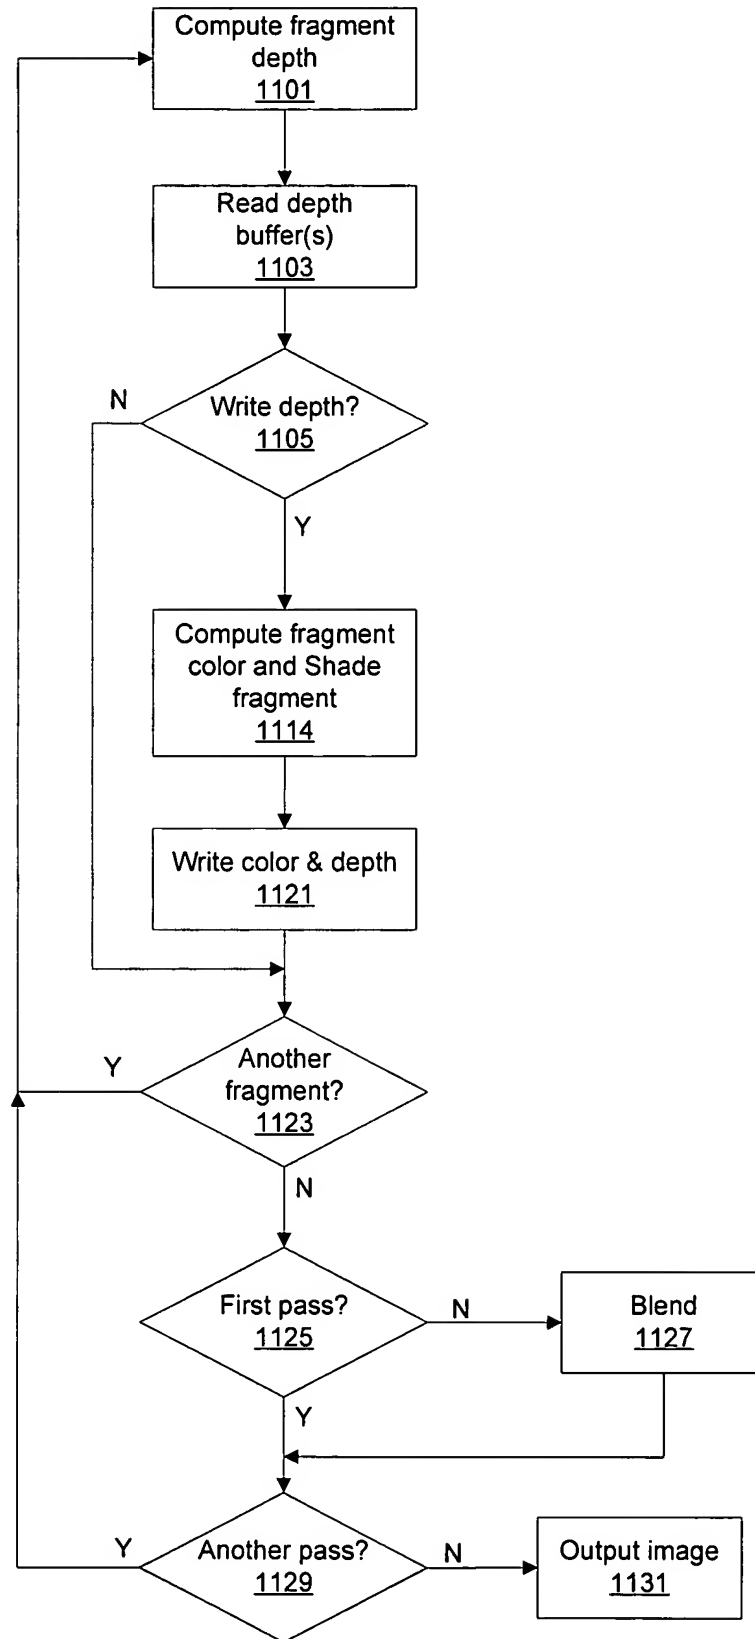 Compute fragment
depth
1101
Read depth
buffer(s)
1103
N
Write depth?
1105
Y
Compute fragment
color and Shade
fragment
1114
Write color & depth
1121
Y
Another
fragment?
1123
N
First pass?
1125
N
Blend
1127
Y
Y
Another pass?
1129
N
Output image
1131